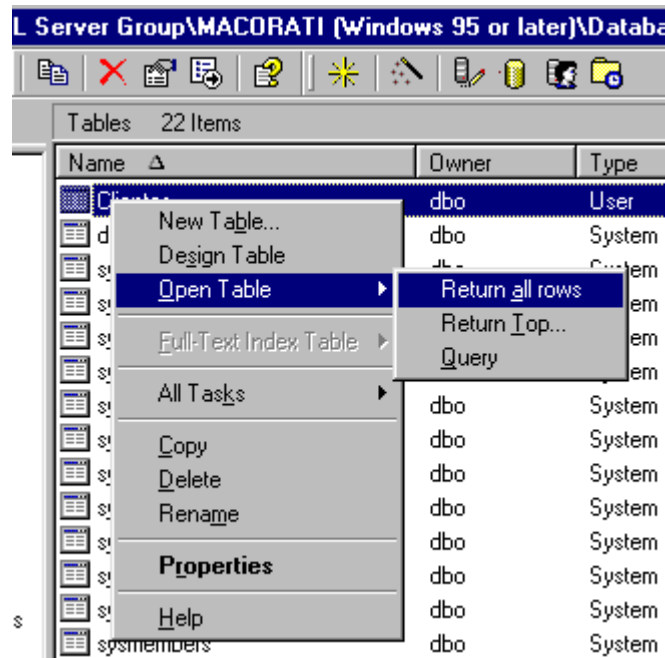 L Server Group\MACORATI (Windows 95 or later)\Databa
Tables 22 Items
Name Owner Type
dbo User
d dbo System
New Table...
Design Table
Open Table
Return all rows
Return Top...
Query
Full-Text Index Table
All Tasks
dbo System
Copy
dbo System
Delete
dbo System
Rename
dbo System
dbo System
Properties
dbo System
dbo System
Help
s
sysmembers dbo System